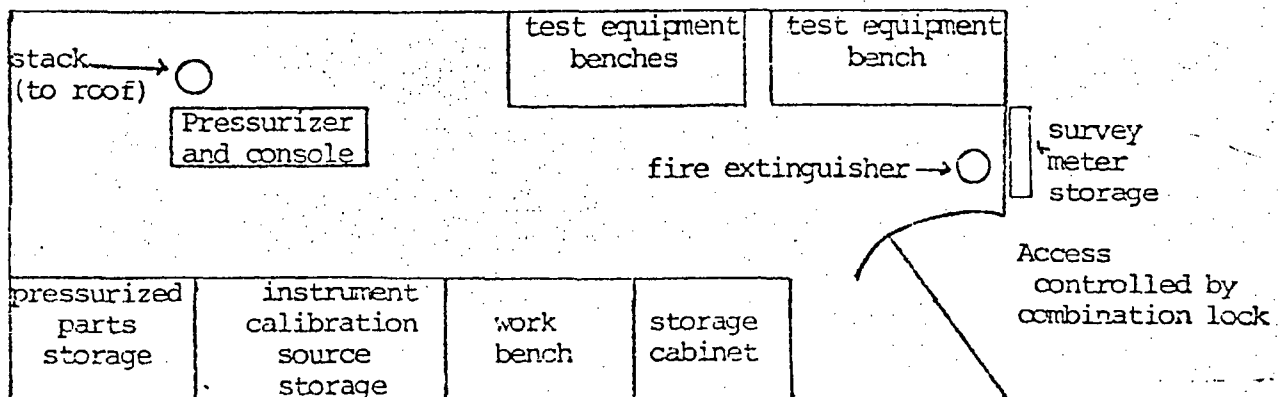 test equipment
benches
test equipment
bench
stack
(to roof)
Pressurizer
and console
fire extinguisher
survey
meter
storage
Access
controlled by
combination lock
pressurized
parts
storage
instrument
calibration
source
storage
work
bench
storage
cabinet